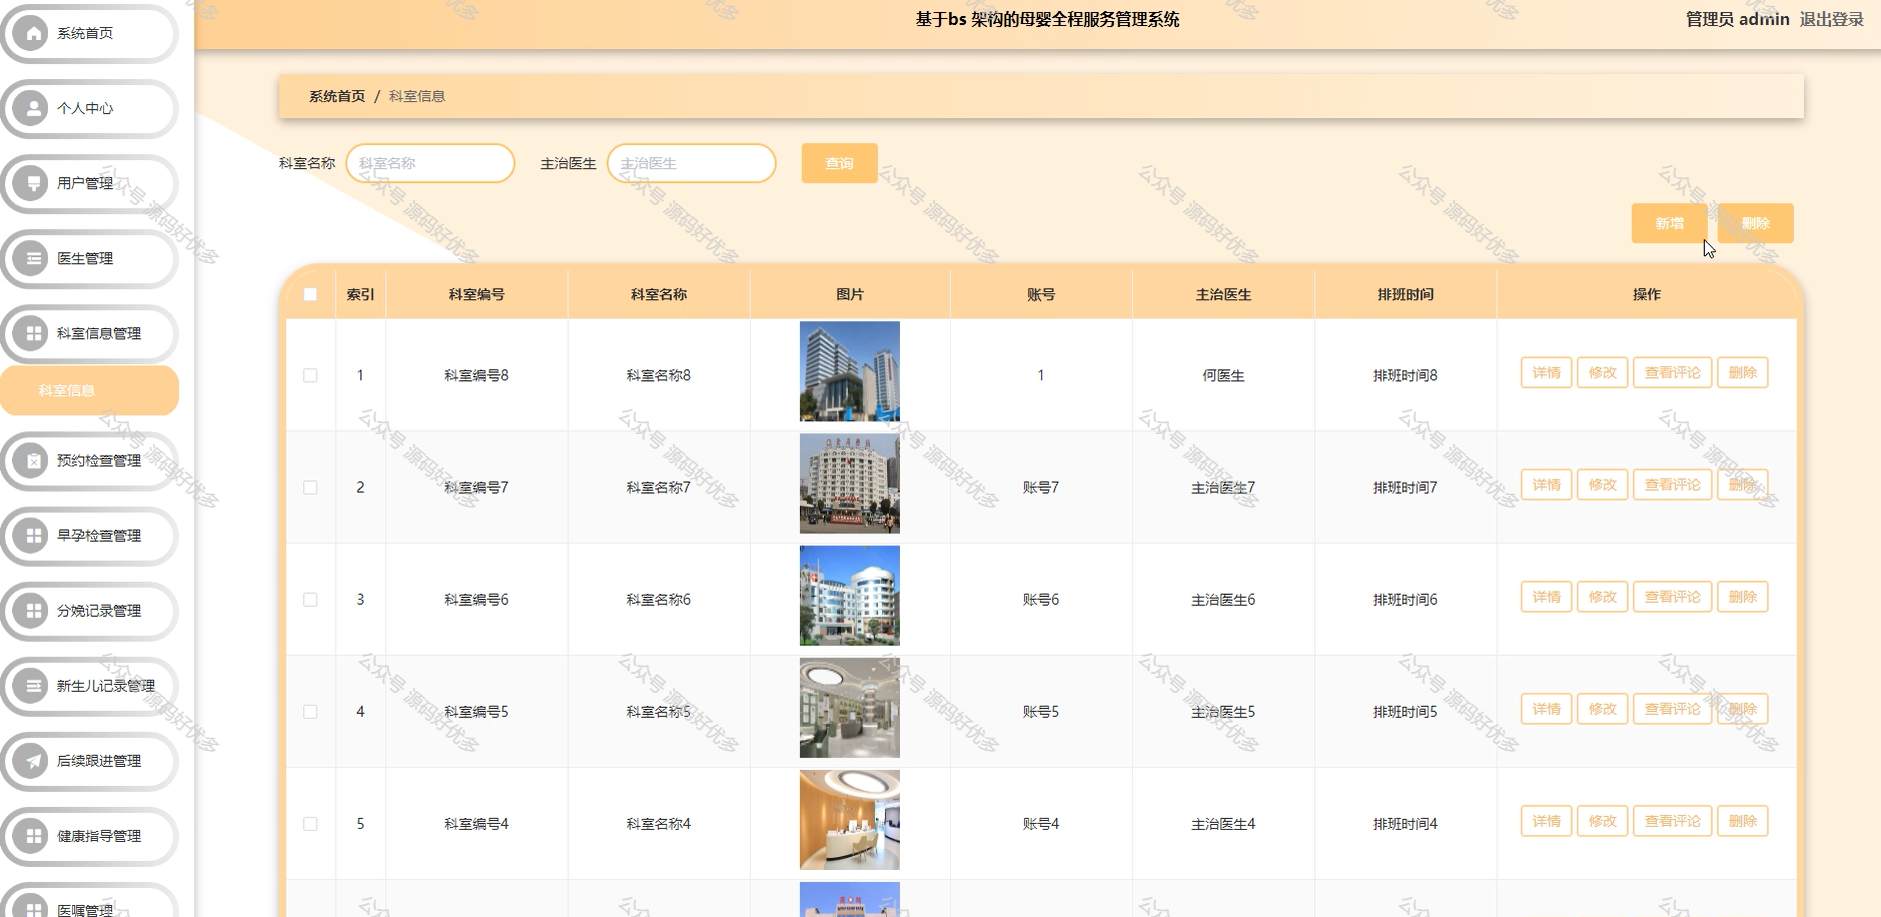 基于bs 架构的母婴全程服务管理系统
管理员 admin 退出登录
系统首页
个人中心
用户管理
医生管理
科室信息管理
科室信息
预约检查管理
早孕检查管理
分娩记录管理
新生儿记录管理
后续跟进管理
健康指导管理
医嘱管理
系统首页 / 科室信息
科室名称 科室名称 主治医生 主治医生 查询
新增 删除
索引 科室编号 科室名称 图片 账号 主治医生 排班时间 操作
1 科室编号8 科室名称8 1 何医生 排班时间8 详情 修改 查看评论 删除
2 科室编号7 科室名称7 账号7 主治医生7 排班时间7 详情 修改 查看评论 删除
3 科室编号6 科室名称6 账号6 主治医生6 排班时间6 详情 修改 查看评论 删除
4 科室编号5 科室名称5 账号5 主治医生5 排班时间5 详情 修改 查看评论 删除
5 科室编号4 科室名称4 账号4 主治医生4 排班时间4 详情 修改 查看评论 删除
公众号 源码好优多